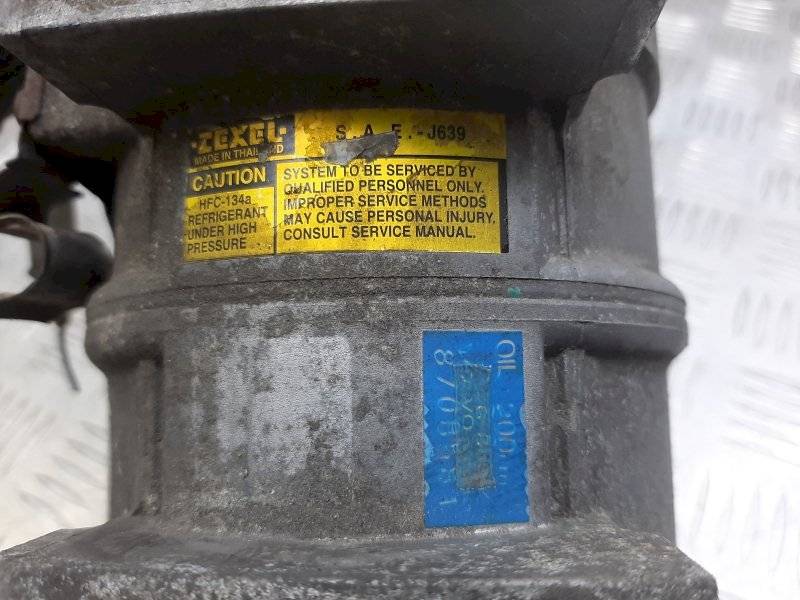 ZEXEL
MADE IN THAILAND
S.A.E.-J639
CAUTION
HFC-134a
REFRIGERANT
UNDER HIGH
PRESSURE
SYSTEM TO BE SERVICED BY
QUALIFIED PERSONNEL ONLY.
IMPROPER SERVICE METHODS
MAY CAUSE PERSONAL INJURY.
CONSULT SERVICE MANUAL.
OIL 200